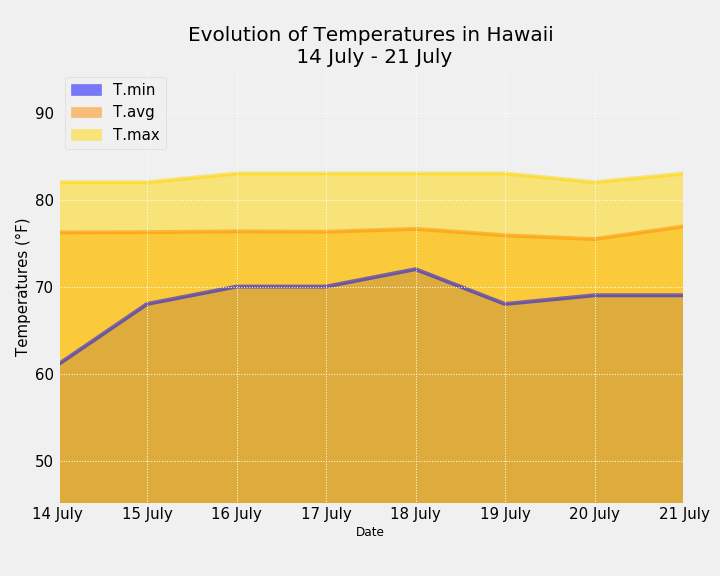 Evolution of Temperatures in Hawaii
14 July - 21 July
T.min
T.avg
T.max
90
80
70
60
50
Temperatures (°F)
14 July 15 July 16 July 17 July 18 July 19 July 20 July 21 July
Date